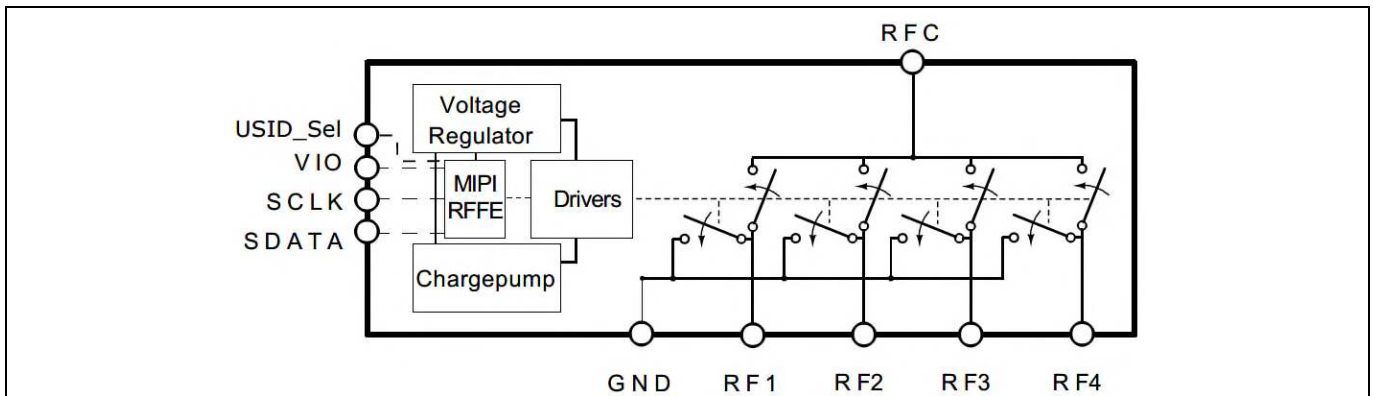 RFC
Voltage
Regulator
USID_Sel
VIO
SCLK
SDATA
MIPI
RFFE
Drivers
Chargepump
GND RF1 RF2 RF3 RF4